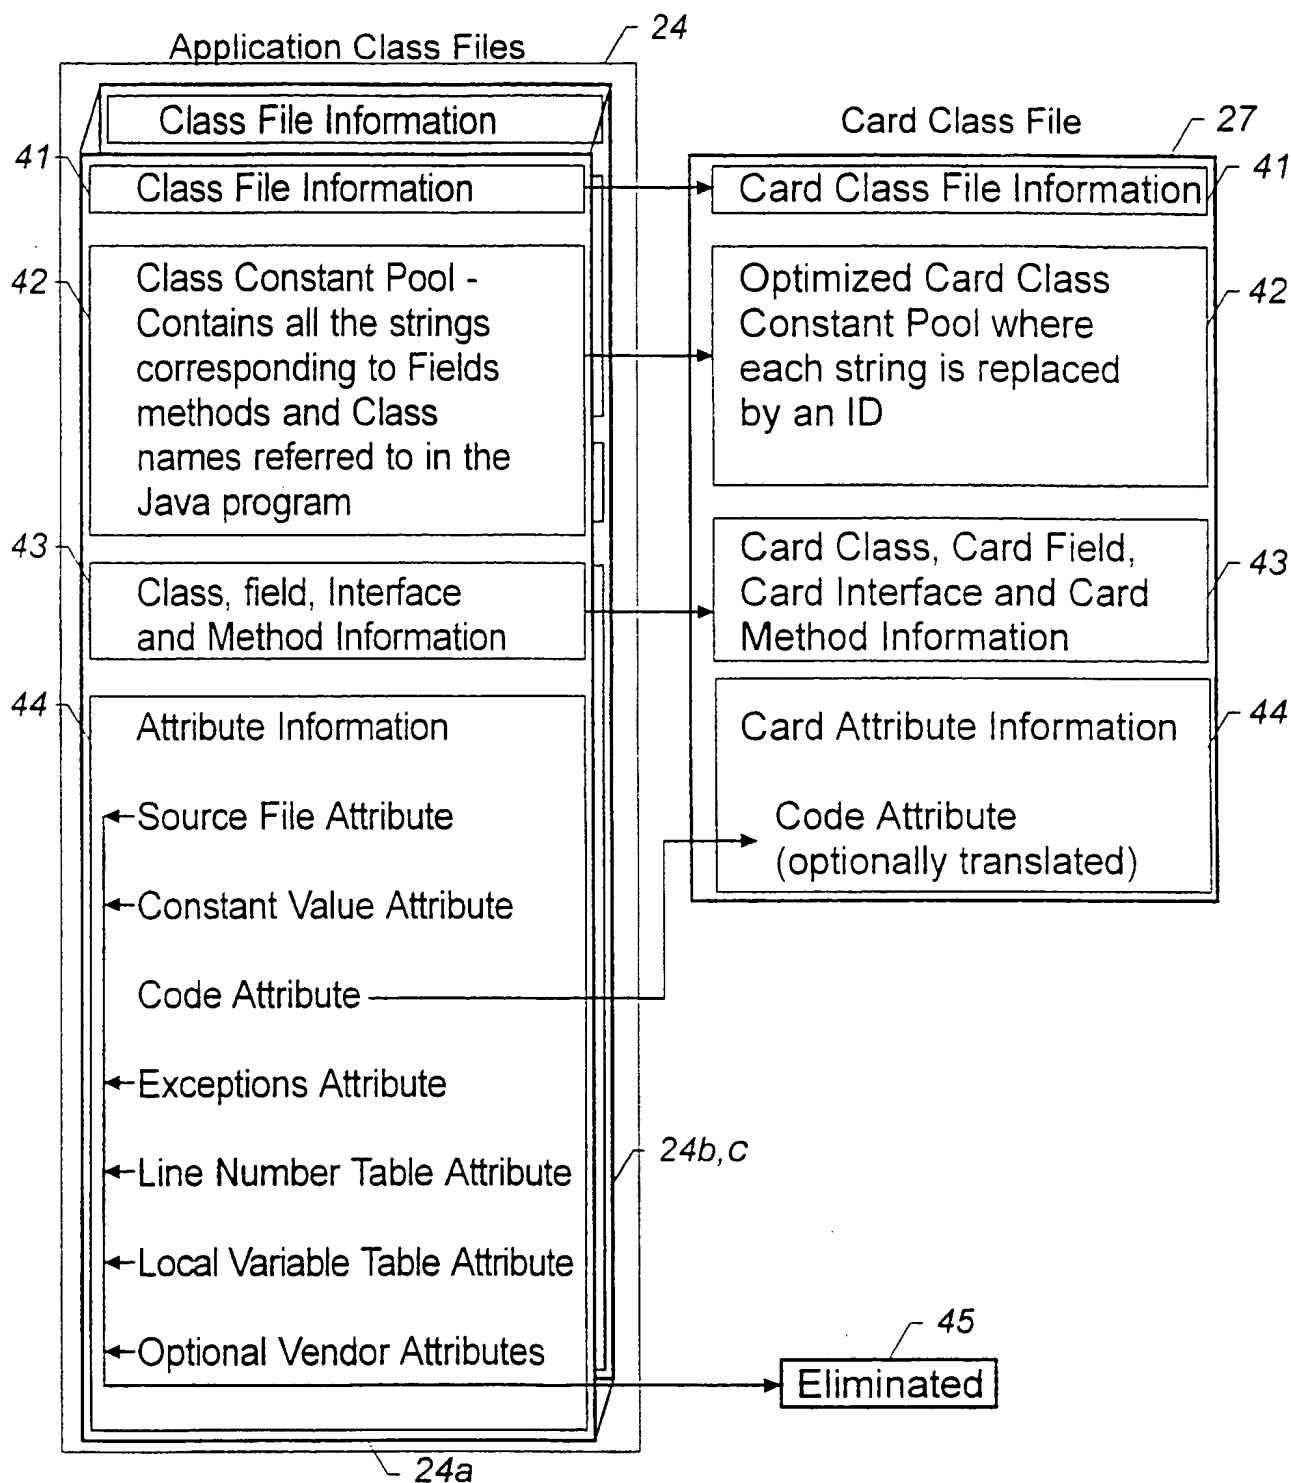 24
Application Class Files
Class File Information
Card Class File
27
41
Class File Information
Card Class File Information
41
42
Class Constant Pool -
Contains all the strings
corresponding to Fields
methods and Class
names referred to in the
Java program
Optimized Card Class
Constant Pool where
each string is replaced
by an ID
42
43
Class, field, Interface
and Method Information
Card Class, Card Field,
Card Interface and Card
Method Information
43
44
Attribute Information
Source File Attribute
Constant Value Attribute
Code Attribute
Exceptions Attribute
Line Number Table Attribute
Local Variable Table Attribute
Optional Vendor Attributes
Card Attribute Information
Code Attribute
(optionally translated)
44
24b,c
45
Eliminated
24a